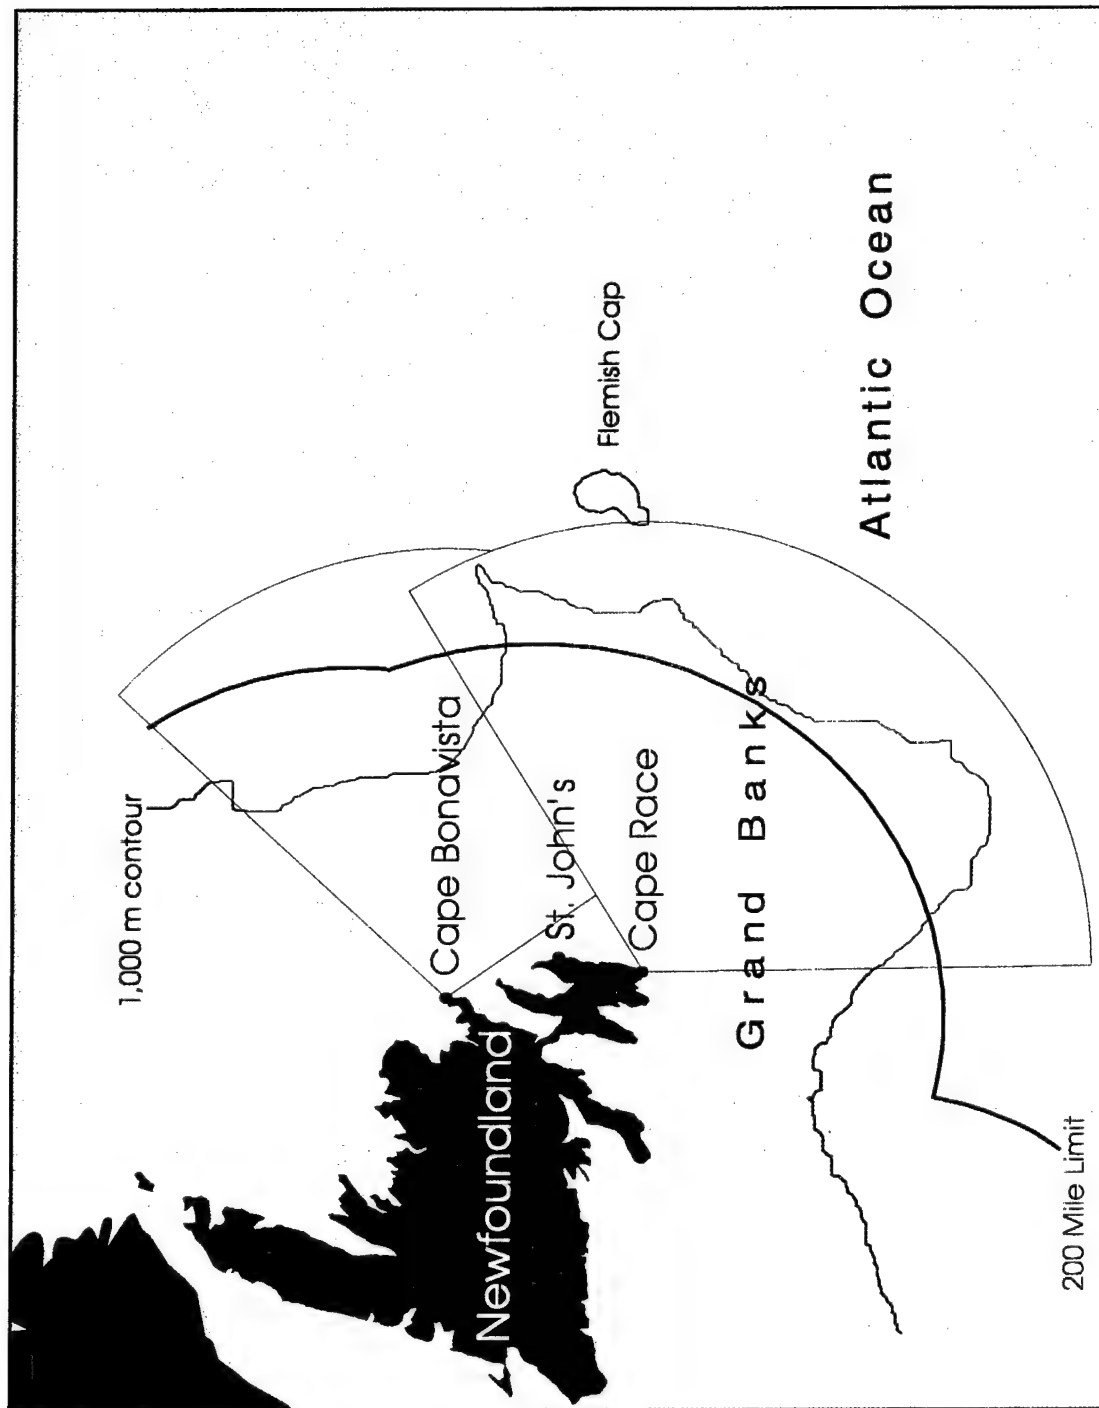 1,000 m contour
Cape Bonavista
Newfoundland
St. John's
Flemish Cap
Cape Race
Grand Banks
Atlantic Ocean
200 Mile Limit